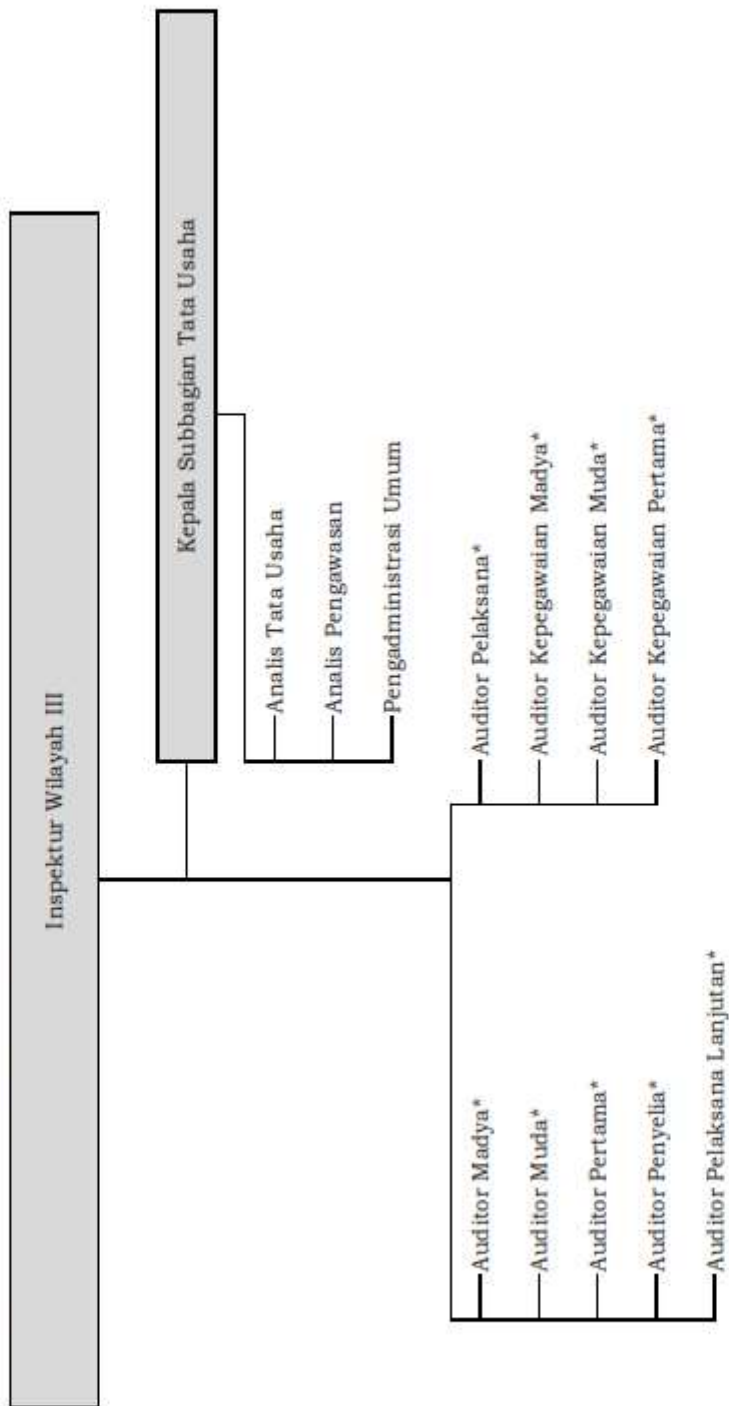 Inspektur Wilayah III
Kepala Subbagian Tata Usaha
Analis Tata Usaha
Analis Pengawasan
Pengadministrasi Umum
Auditor Madya*
Auditor Muda*
Auditor Pertama*
Auditor Penyelia*
Auditor Pelaksana Lanjutan*
Auditor Pelaksana*
Auditor Kepegawaian Madya*
Auditor Kepegawaian Muda*
Auditor Kepegawaian Pertama*